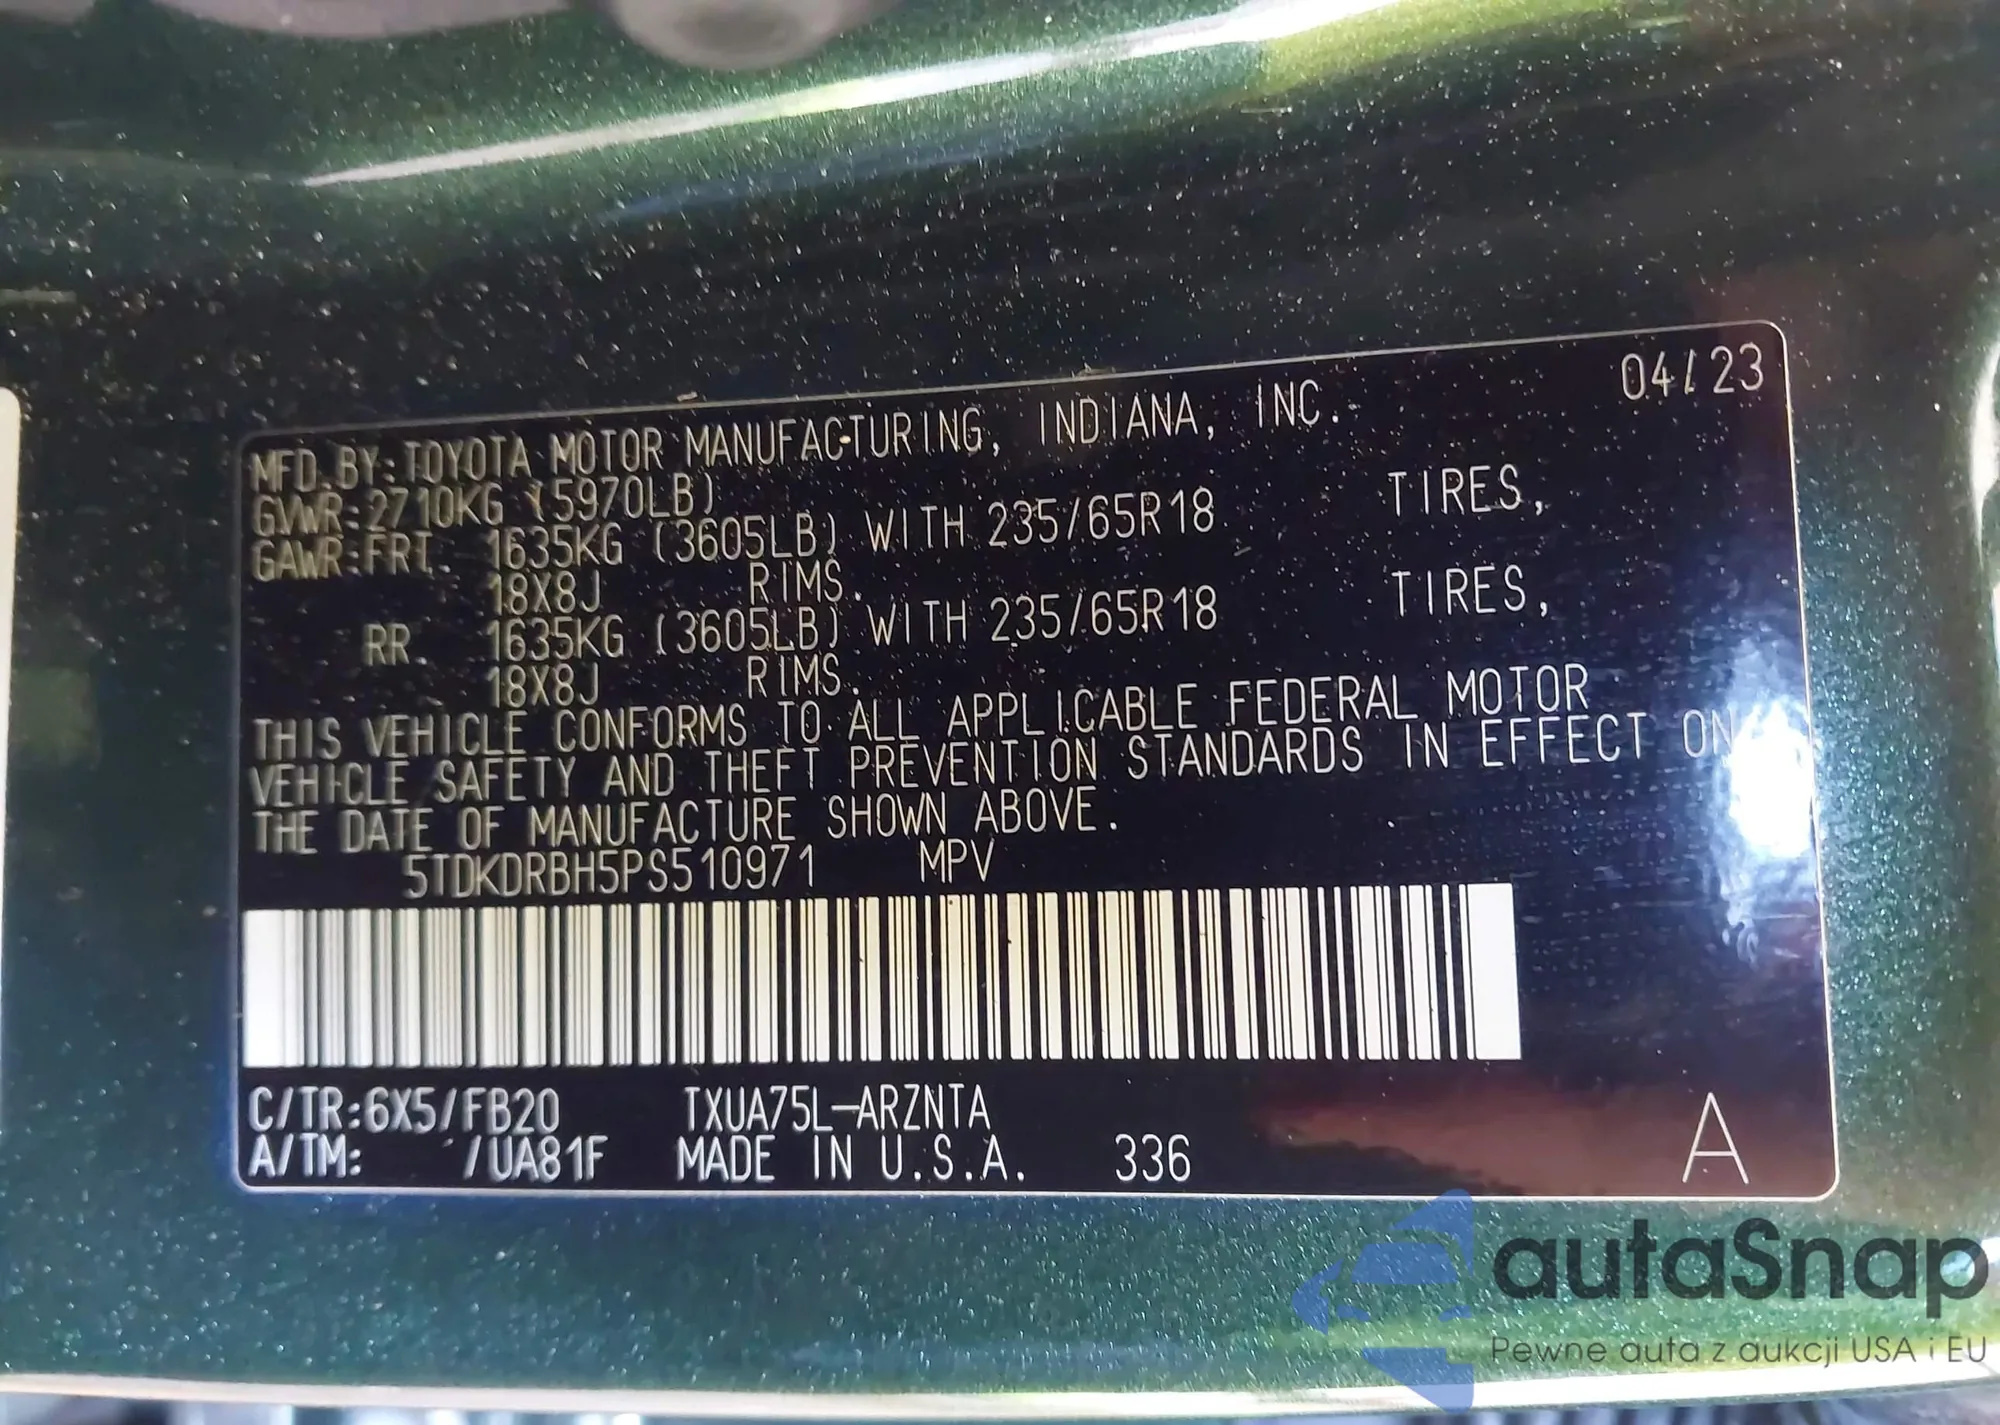 04/23
MFD.BY:TOYOTA MOTOR MANUFACTURING, INDIANA, INC.
GVWR:2710KG (5970LB)
GAWR:FRT. 1635KG (3605LB) WITH 235/65R18 TIRES,
18X8J RIMS.
RR 1635KG (3605LB) WITH 235/65R18 TIRES,
18X8J RIMS.
THIS VEHICLE CONFORMS TO ALL APPLICABLE FEDERAL MOTOR
VEHICLE SAFETY AND THEFT PREVENTION STANDARDS IN EFFECT ON
THE DATE OF MANUFACTURE SHOWN ABOVE.
5TDKDRBH5PS510971 MPV
C/TR:6X5/FB20 TXUA75L-ARZNTA
A/TM: /UA81F MADE IN U.S.A. 336 A
autaSnap
Pewne auta z aukcji USA i EU